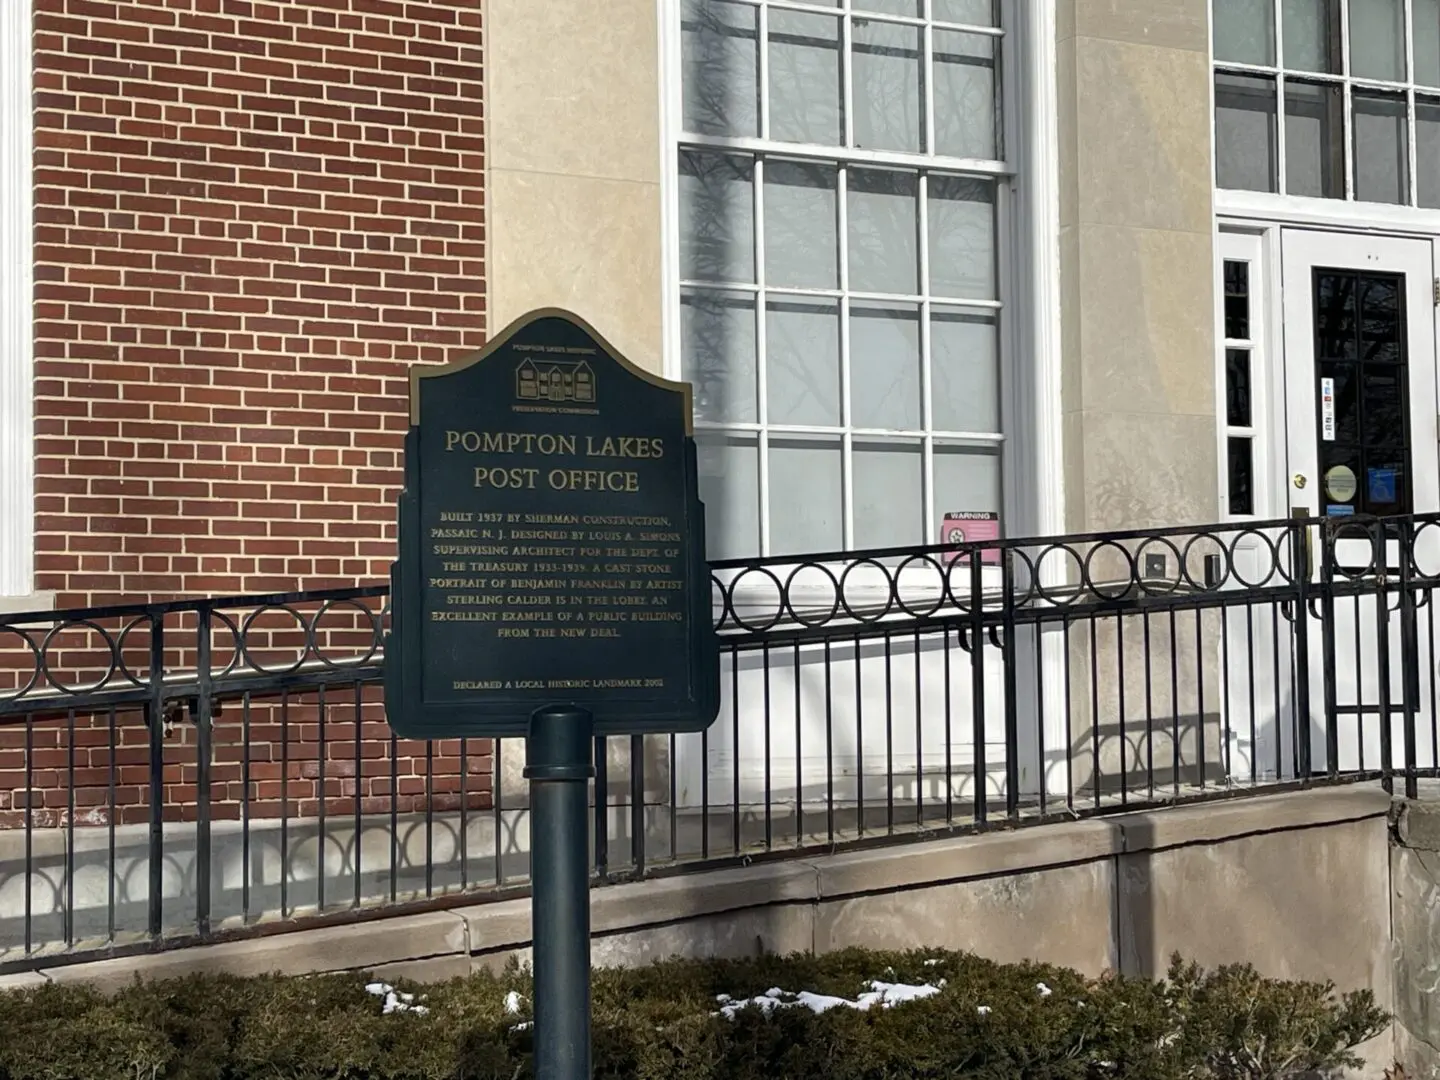 POMPTON LAKES HISTORIC
PRESERVATION COMMISSION
POMPTON LAKES
POST OFFICE
BUILT 1937 BY SHERMAN CONSTRUCTION,
PASSAIC N. J. DESIGNED BY LOUIS A. SIMONS
SUPERVISING ARCHITECT FOR THE DEPT. OF
THE TREASURY 1933-1939. A CAST STONE
PORTRAIT OF BENJAMIN FRANKLIN BY ARTIST
STERLING CALDER IS IN THE LOBBY. AN
EXCELLENT EXAMPLE OF A PUBLIC BUILDING
FROM THE NEW DEAL.
DECLARED A LOCAL HISTORIC LANDMARK 2002
WARNING